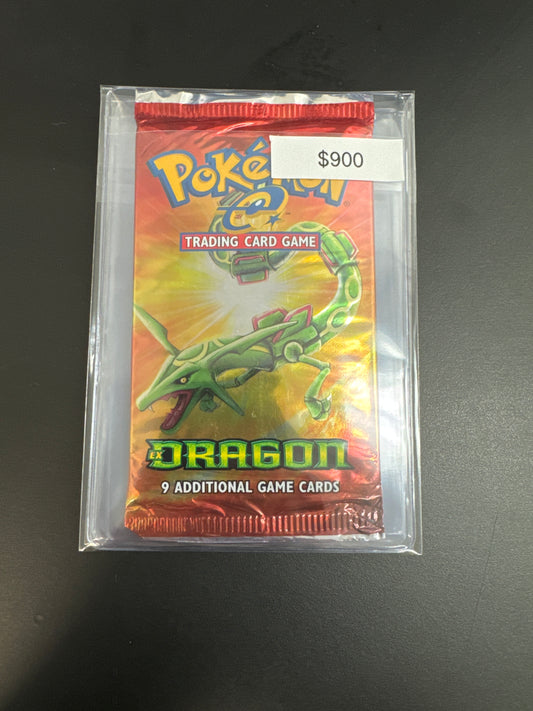 $900
POKéMON
e
TRADING CARD GAME
EX DRAGON
9 ADDITIONAL GAME CARDS